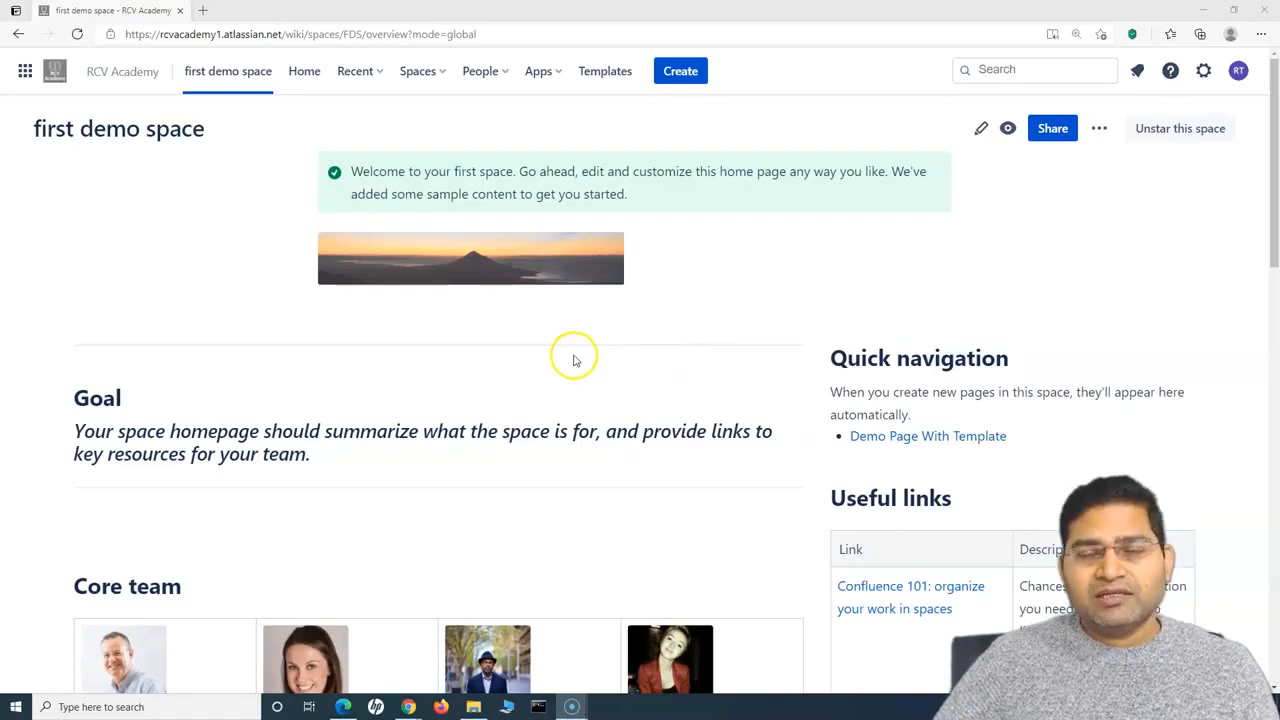 first demo space - RCV Academy
https://rcvacademy1.atlassian.net/wiki/spaces/FDS/overview?mode=global
RCV Academy
first demo space
Home
Recent
Spaces
People
Apps
Templates
Create
Search
RT
first demo space
Share
Unstar this space
Welcome to your first space. Go ahead, edit and customize this home page any way you like. We've
added some sample content to get you started.
Goal
Your space homepage should summarize what the space is for, and provide links to
key resources for your team.
Core team
Quick navigation
When you create new pages in this space, they'll appear here
automatically.
• Demo Page With Template
Useful links
Link
Confluence 101: organize
your work in spaces
Type here to search